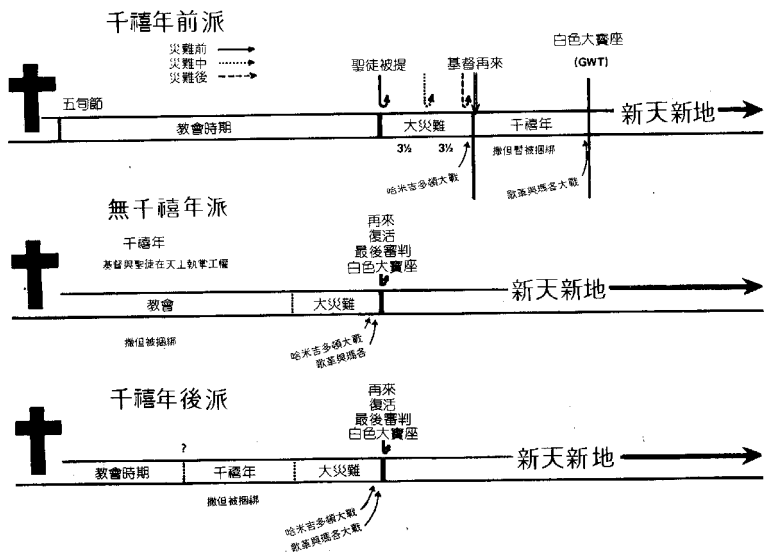 千禧年前派
災難前
災難中
災難後
聖徒被提
基督再來
白色大寶座
(GWT)
五旬節
教會時期
大災難
千禧年
新天新地
3½ 3½
撒但暫被捆綁
哈米吉多頓大戰
歌革與瑪各大戰
無千禧年派
千禧年
基督與聖徒在天上執掌王權
再來
復活
最後審判
白色大寶座
教會
大災難
新天新地
撒但被捆綁
哈米吉多頓大戰
歌革與瑪各
千禧年後派
再來
復活
最後審判
白色大寶座
?
教會時期
千禧年
大災難
新天新地
撒但被捆綁
哈米吉多頓大戰
歌革與瑪各大戰